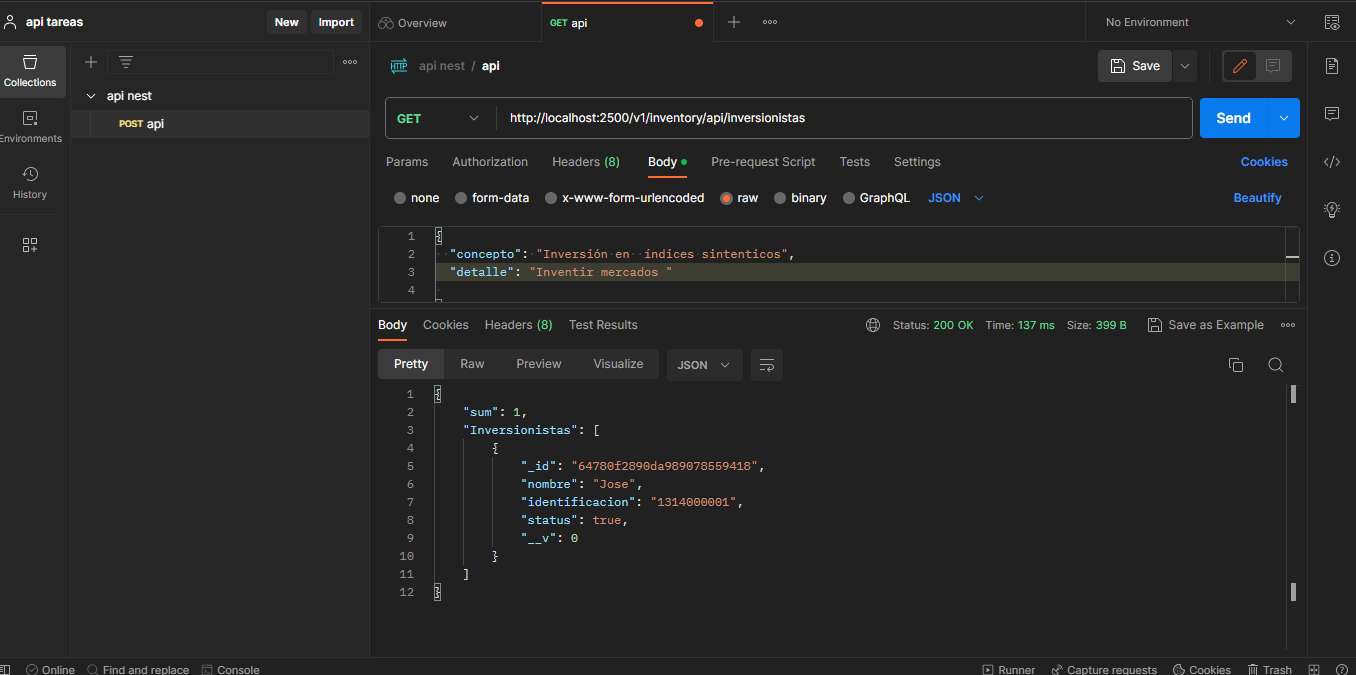 api tareas New Import Overview GET api No Environment
Collections
api nest / api Save
api nest
POST api
GET http://localhost:2500/v1/inventory/api/inversionistas Send
Environments
History
Params Authorization Headers (8) Body Pre-request Script Tests Settings Cookies
none form-data x-www-form-urlencoded raw binary GraphQL JSON Beautify
1 {
2 "concepto": "Inversión en  índices sintenticos",
3 "detalle": "Inventir mercados "
4
Body Cookies Headers (8) Test Results Status: 200 OK Time: 137 ms Size: 399 B Save as Example
Pretty Raw Preview Visualize JSON
1 {
2 "sum": 1,
3 "Inversionistas": [
4 {
5 "_id": "64780f2890da989078559418",
6 "nombre": "Jose",
7 "identificacion": "1314000001",
8 "status": true,
9 "__v": 0
10 }
11 ]
12 }
Online Find and replace Console Runner Capture requests Cookies Trash